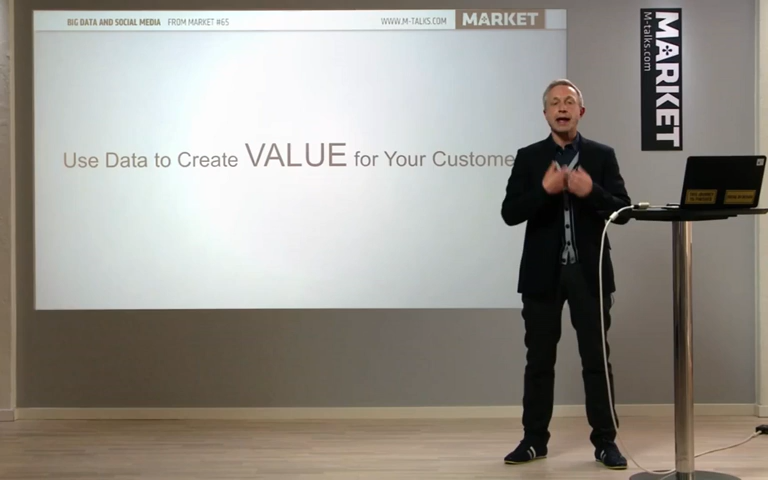 BIG DATA AND SOCIAL MEDIA FROM MARKET #65 WWW.M-TALKS.COM MARKET
Use Data to Create VALUE for Your Custome
MARKET
M-talks.com